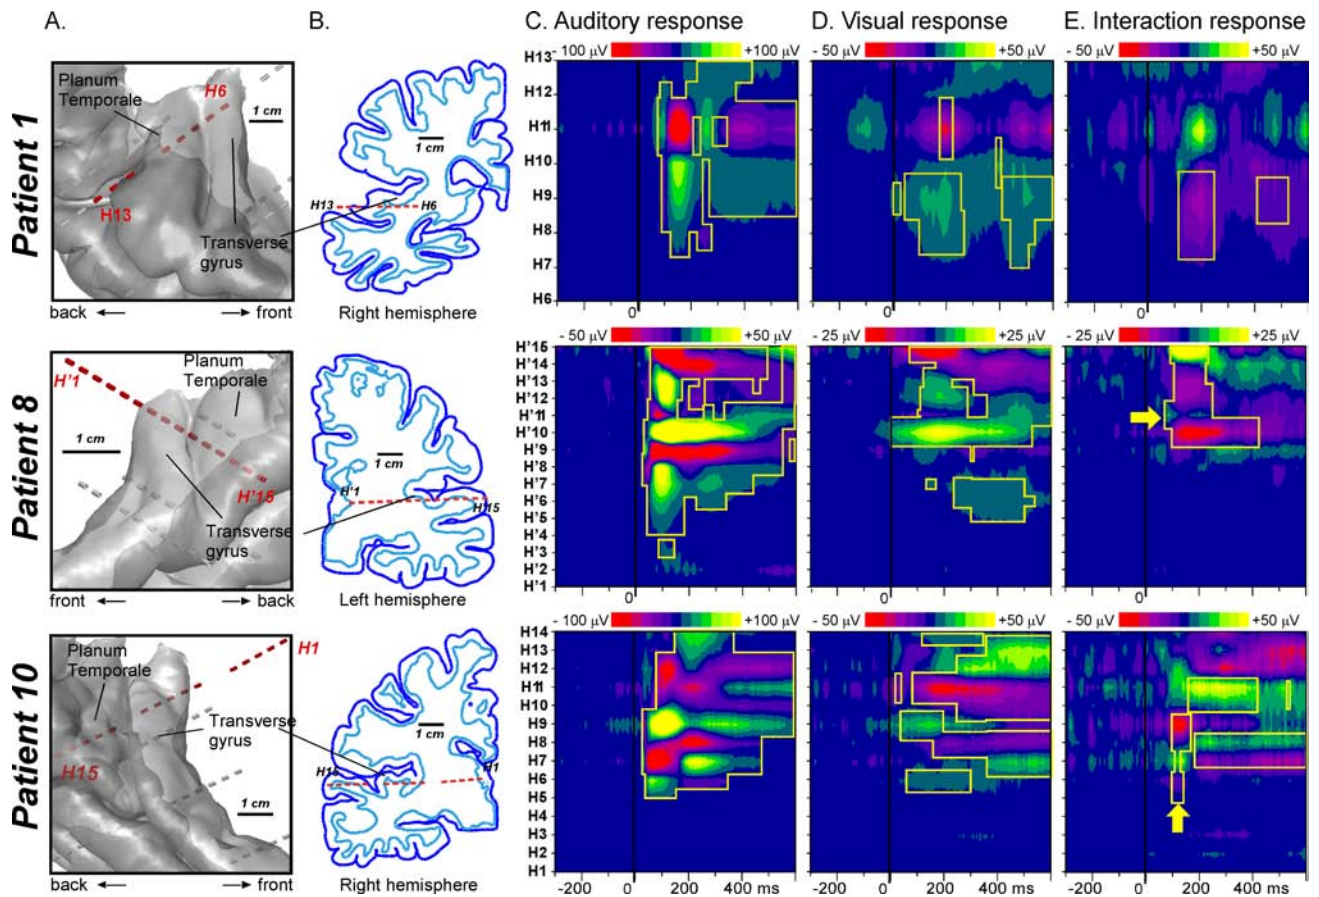 A.
B.
C. Auditory response
D. Visual response
E. Interaction response
Patient 1
Planum
Temporale
H6
1 cm
H13
Transverse
gyrus
back
front
1 cm
H13
H6
Right hemisphere
- 100 µV
+100 µV
- 50 µV
+50 µV
- 50 µV
+50 µV
H13
H12
H11
H10
H9
H8
H7
H6
0
0
0
Patient 8
H'1
Planum
Temporale
1 cm
H'15
Transverse
gyrus
front
back
1 cm
H'1
H'15
Left hemisphere
- 50 µV
+50 µV
- 25 µV
+25 µV
- 25 µV
+25 µV
H'15
H'14
H'13
H'12
H'11
H'10
H'9
H'8
H'7
H'6
H'5
H'4
H'3
H'2
H'1
0
0
0
Patient 10
Planum
Temporale
H1
Transverse
gyrus
H15
1 cm
back
front
1 cm
H15
H1
Right hemisphere
- 100 µV
+100 µV
- 50 µV
+50 µV
- 50 µV
+50 µV
H14
H13
H12
H11
H10
H9
H8
H7
H6
H5
H4
H3
H2
H1
-200 0 200 400 ms
-200 0 200 400 ms
-200 0 200 400 ms